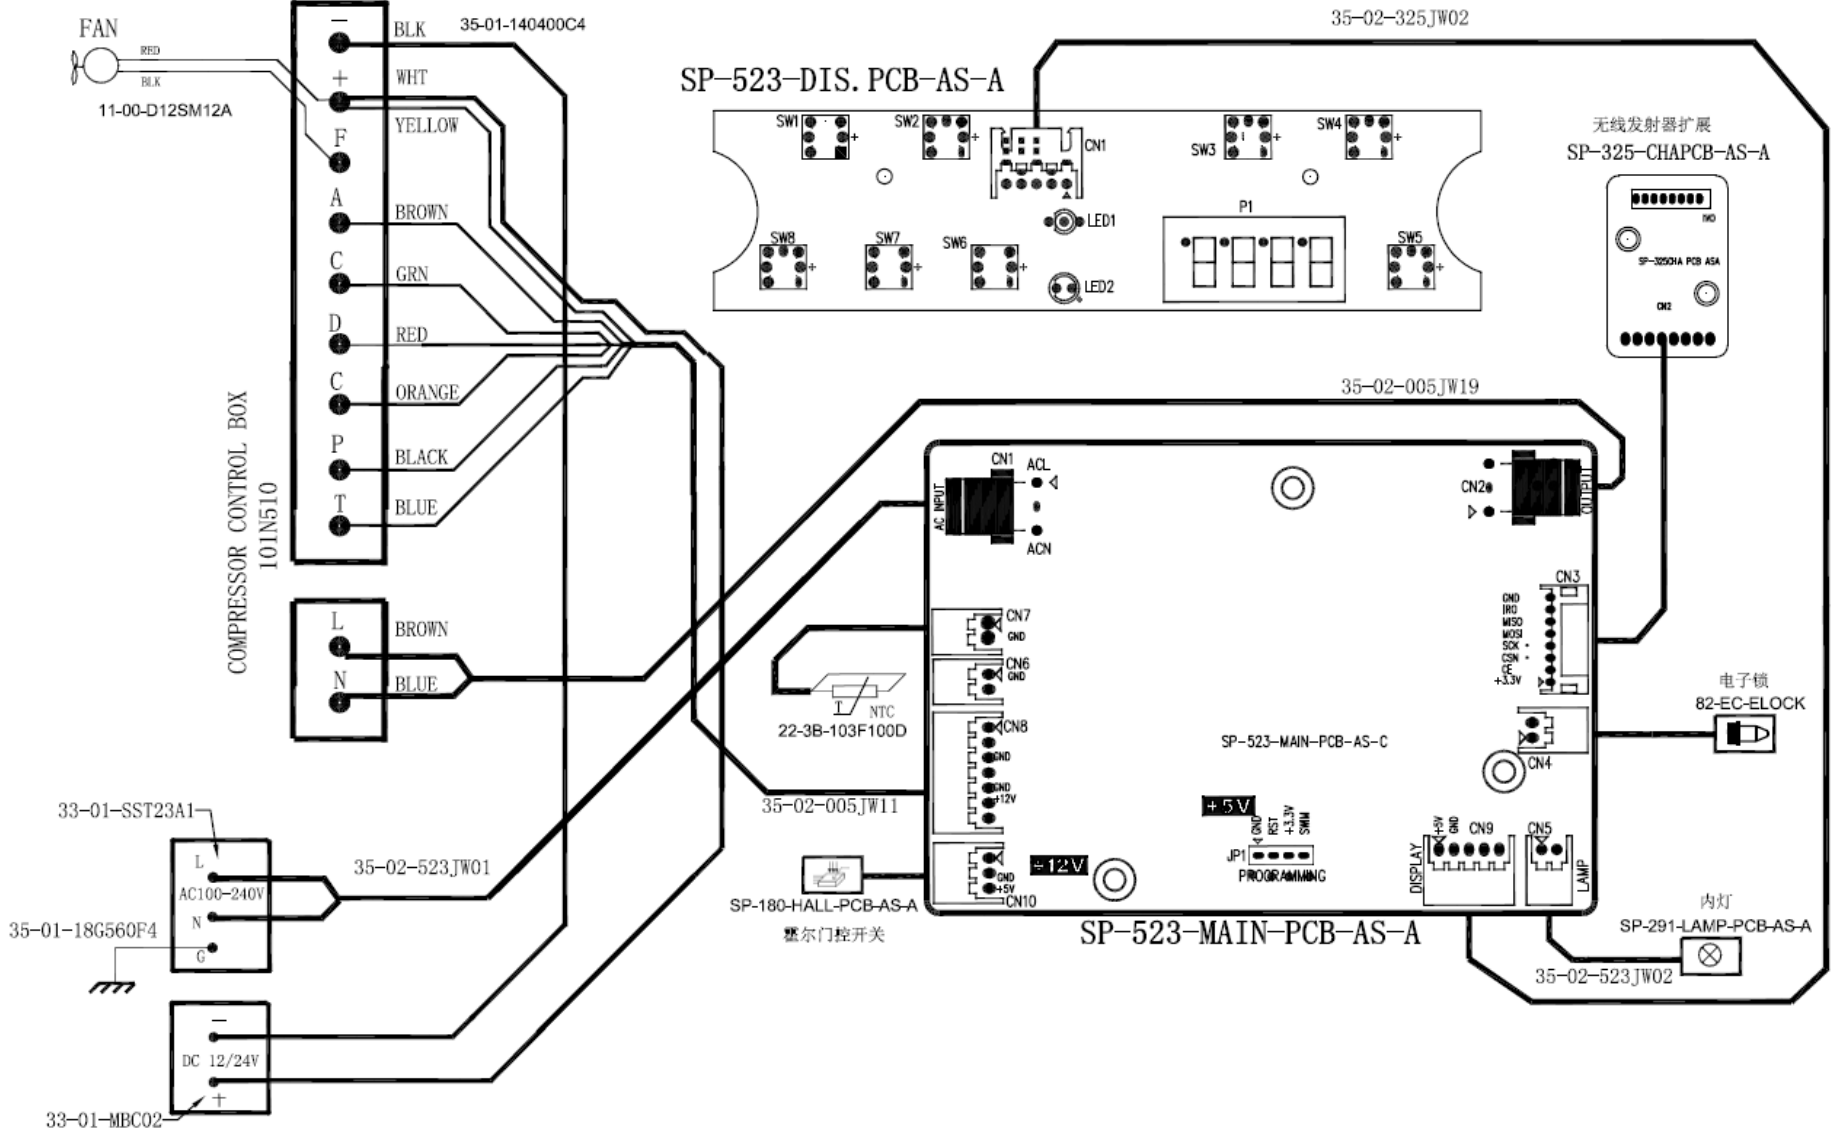 FAN
RED
BLK
11-00-D12SM12A
35-01-140400C4
−
BLK
+
WHT
YELLOW
F
A
BROWN
C
GRN
D
RED
C
ORANGE
P
BLACK
T
BLUE
COMPRESSOR CONTROL BOX
101N510
L
BROWN
N
BLUE
33-01-SST23A1
L
AC100-240V
N
G
35-01-18G560F4
35-02-523JW01
−
DC 12/24V
+
33-01-MBC02
35-02-325JW02
SP-523-DIS.PCB-AS-A
SW1
+
SW2
+
CN1
SW3
+
SW4
+
LED1
P1
SW8
+
SW7
+
SW6
+
LED2
SW5
+
无线发射器扩展
SP-325-CHAPCB-AS-A
SP-325CHA PCB ASA
CN2
35-02-005JW19
CN1
ACL
AC INPUT
ACN
CN2
OUTPUT
CN3
GND
IRQ
MISO
MOSI
SCK
CSN
CE
+3.3V
CN7
GND
CN6
GND
T
NTC
22-3B-103F100D
CN8
GND
GND
+12V
35-02-005JW11
SP-523-MAIN-PCB-AS-C
CN4
电子锁
82-EC-ELOCK
+5V
GND
RST
+3.3V
SWIM
JP1
PROGRAMMING
+12V
GND
+5V
CN10
SP-180-HALL-PCB-AS-A
霍尔门控开关
DISPLAY
+5V
GND
CN9
CN5
LAMP
SP-523-MAIN-PCB-AS-A
内灯
SP-291-LAMP-PCB-AS-A
35-02-523JW02